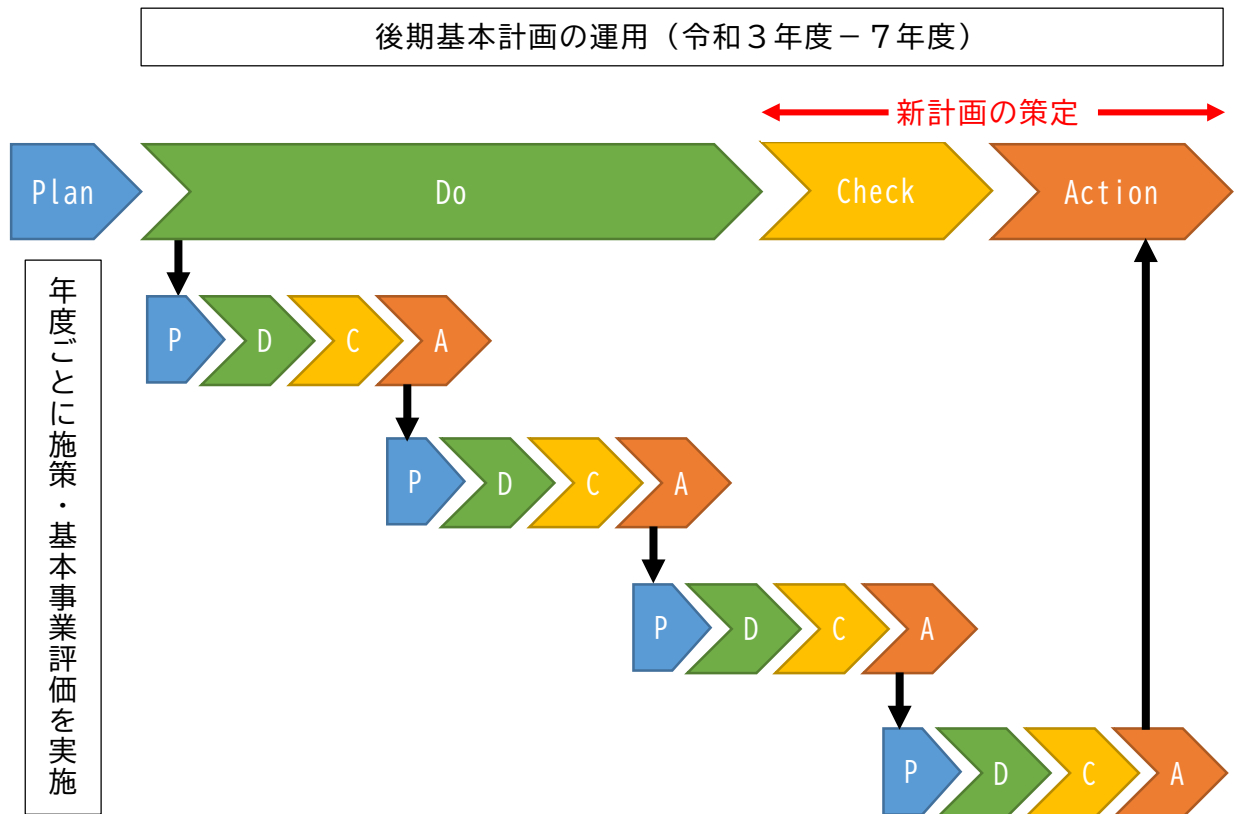 後期基本計画の運用（令和３年度－７年度）
新計画の策定
Plan
Do
Check
Action
年度ごとに施策・基本事業評価を実施
P
D
C
A
P
D
C
A
P
D
C
A
P
D
C
A